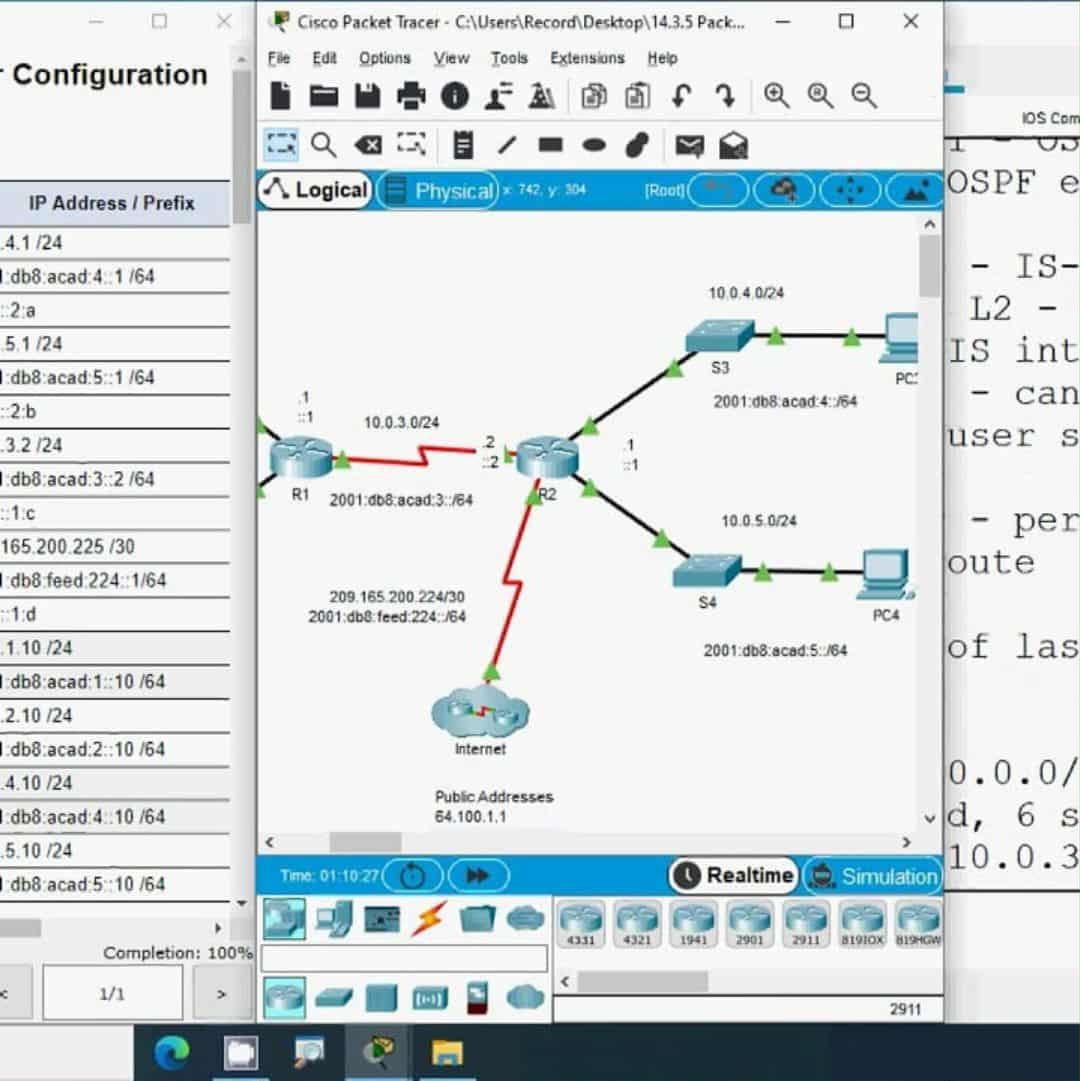 r Configuration
IP Address / Prefix
.4.1 /24
:db8:acad:4::1 /64
::2:a
.5.1 /24
:db8:acad:5::1 /64
::2:b
.3.2 /24
:db8:acad:3::2 /64
::1:c
165.200.225 /30
:db8:feed:224::1/64
::1:d
.1.10 /24
:db8:acad:1::10 /64
.2.10 /24
:db8:acad:2::10 /64
.4.10 /24
:db8:acad:4::10 /64
.5.10 /24
:db8:acad:5::10 /64
Completion: 100%
< 1/1 >
Cisco Packet Tracer - C:\Users\Record\Desktop\14.3.5 Pack...
File Edit Options View Tools Extensions Help
Logical Physical x: 742, y: 304 [Root]
10.0.4.0/24
S3
PC3
2001:db8:acad:4::/64
.1
::1
10.0.3.0/24
.2
::2
.1
::1
R1
2001:db8:acad:3::/64
R2
10.0.5.0/24
209.165.200.224/30
2001:db8:feed:224::/64
S4
PC4
2001:db8:acad:5::/64
Internet
Public Addresses
64.100.1.1
Time: 01:10:27 Realtime Simulation
4331 4321 1941 2901 2911 819IOX 819HGW
2911
IOS Com
OSPF e
- IS-
L2 -
IS int
- can
user s
- per
oute
of las
0.0.0/
d, 6 s
10.0.3